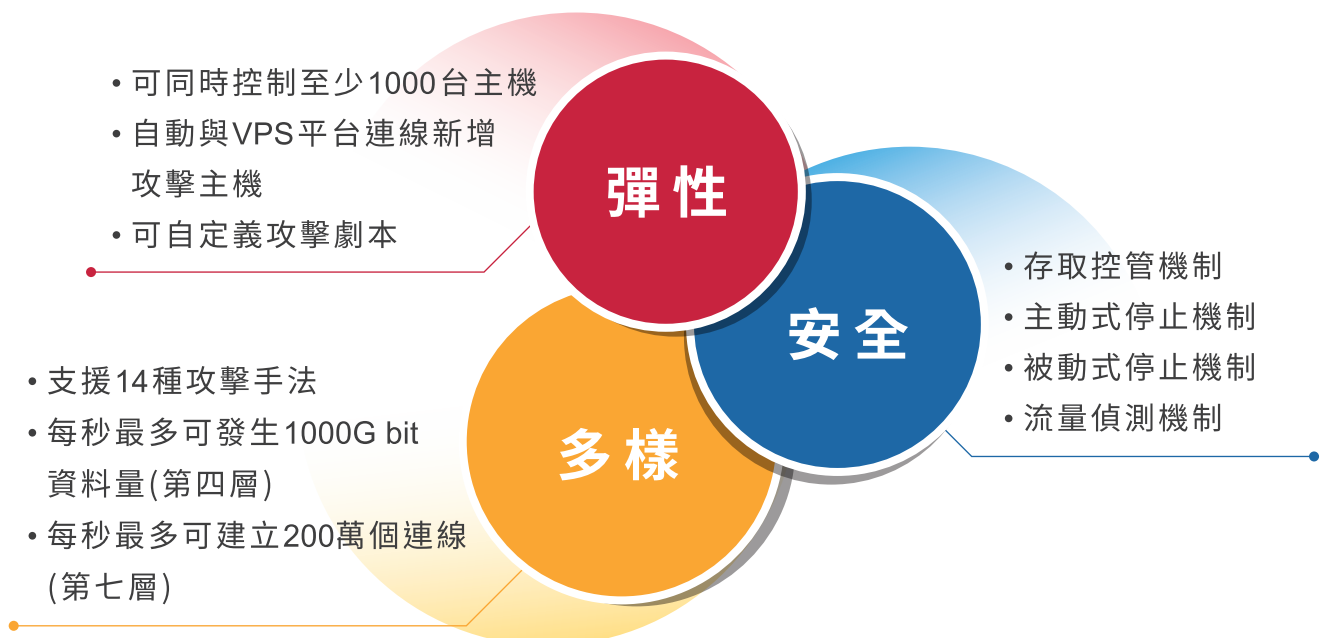 • 可同時控制至少1000台主機
• 自動與VPS平台連線新增
攻擊主機
• 可自定義攻擊劇本
彈性
安全
• 存取控管機制
• 主動式停止機制
• 被動式停止機制
• 流量偵測機制
多樣
• 支援14種攻擊手法
• 每秒最多可發生1000G bit
資料量(第四層)
• 每秒最多可建立200萬個連線
(第七層)